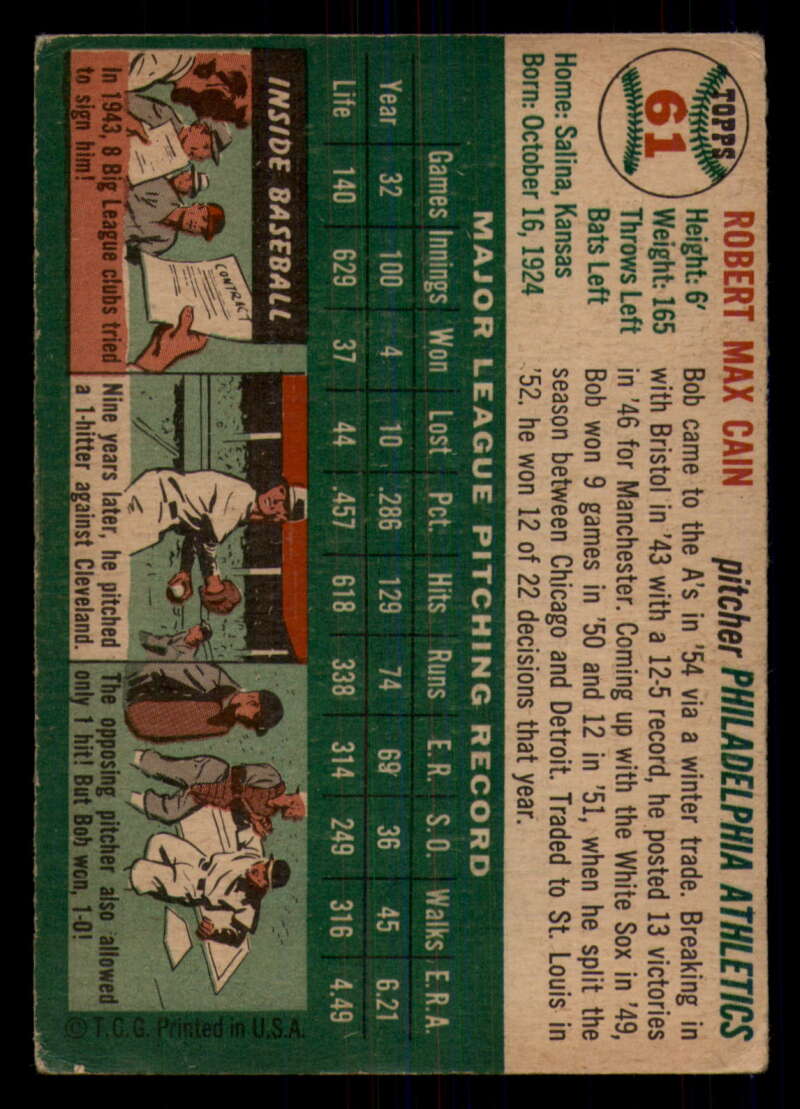 TOPPS
61
ROBERT MAX CAIN
pitcher PHILADELPHIA ATHLETICS
Height: 6'
Weight: 165
Throws Left
Bats Left
Home: Salina, Kansas
Born: October 16, 1924
Bob came to the A's in '54 via a winter trade. Breaking in
with Bristol in '43 with a 12-5 record, he posted 13 victories
in '46 for Manchester. Coming up with the White Sox in '49,
Bob won 9 games in '50 and 12 in '51, when he split the
season between Chicago and Detroit. Traded to St. Louis in
'52, he won 12 of 22 decisions that year.
MAJOR LEAGUE PITCHING RECORD
Games Innings Won Lost Pct. Hits Runs E.R. S.O. Walks E.R.A.
Year 32 100 4 10 .286 129 74 69 36 45 6.21
Life 140 629 37 44 .457 618 338 314 249 316 4.49
INSIDE BASEBALL
CONTRACT
In 1943, 8 Big League clubs tried
to sign him!
Nine years later, he pitched
a 1-hitter against Cleveland.
The opposing pitcher also allowed
only 1 hit! But Bob won, 1-0!
© T.C.G. Printed in U.S.A.